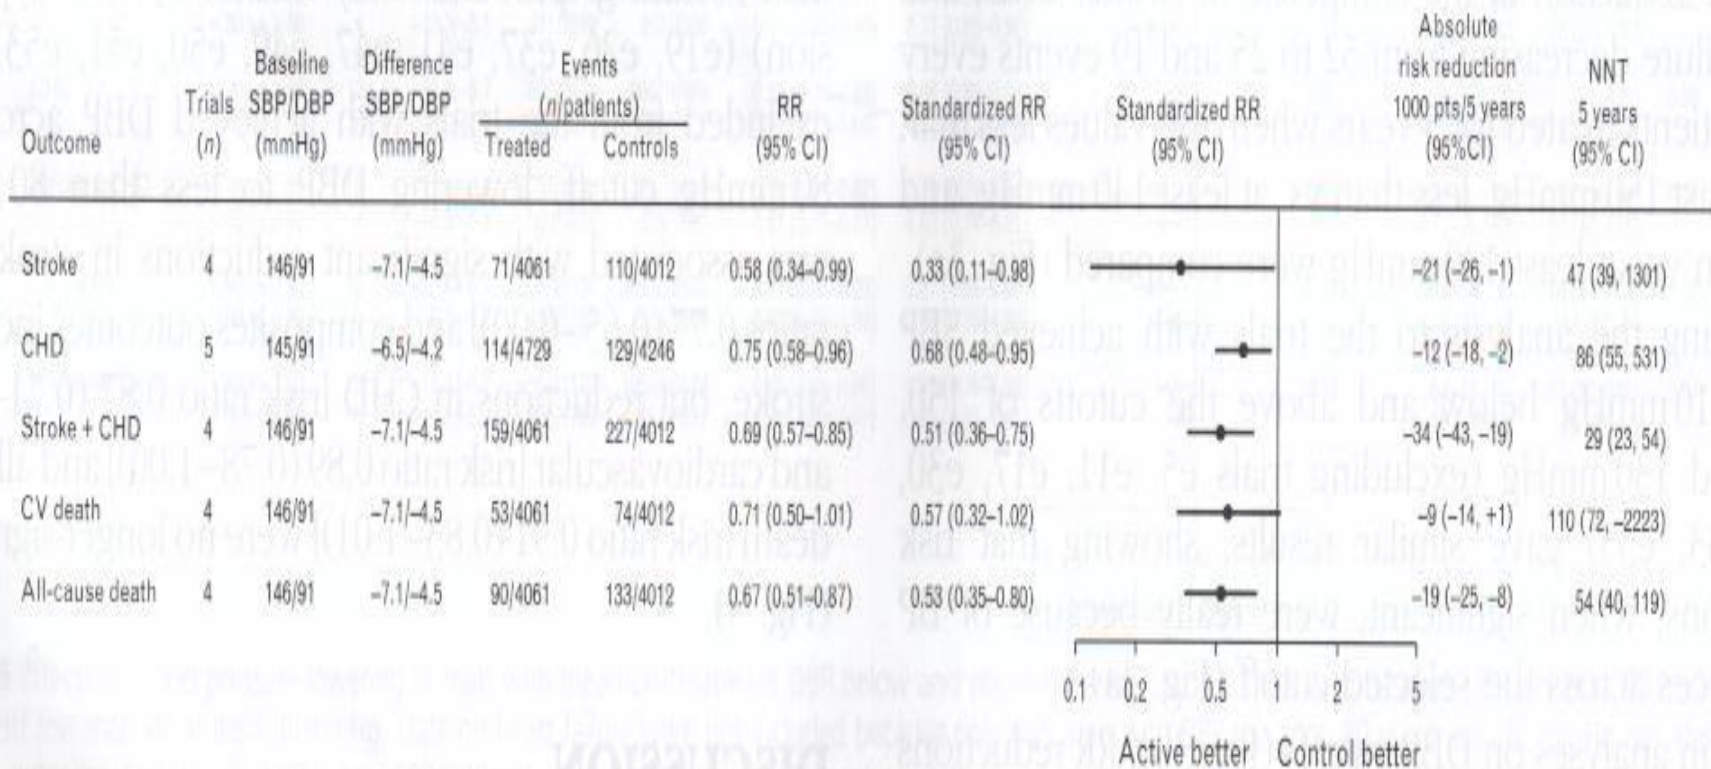 Outcome Trials (n) Baseline SBP/DBP (mmHg) Difference SBP/DBP (mmHg) Events (n/patients) Treated Controls RR (95% CI) Standardized RR (95% CI) Standardized RR (95% CI) Absolute risk reduction 1000 pts/5 years (95%CI) NNT 5 years (95% CI)
Stroke 4 146/91 −7.1/−4.5 71/4061 110/4012 0.58 (0.34–0.99) 0.33 (0.11–0.98) −21 (−26, −1) 47 (39, 1301)
CHD 5 145/91 −6.5/−4.2 114/4729 129/4246 0.75 (0.58–0.96) 0.68 (0.48–0.95) −12 (−18, −2) 86 (55, 531)
Stroke + CHD 4 146/91 −7.1/−4.5 159/4061 227/4012 0.69 (0.57–0.85) 0.51 (0.36–0.75) −34 (−43, −19) 29 (23, 54)
CV death 4 146/91 −7.1/−4.5 53/4061 74/4012 0.71 (0.50–1.01) 0.57 (0.32–1.02) −9 (−14, +1) 110 (72, −2223)
All-cause death 4 146/91 −7.1/−4.5 90/4061 133/4012 0.67 (0.51–0.87) 0.53 (0.35–0.80) −19 (−25, −8) 54 (40, 119)
0.1 0.2 0.5 1 2 5
Active better Control better